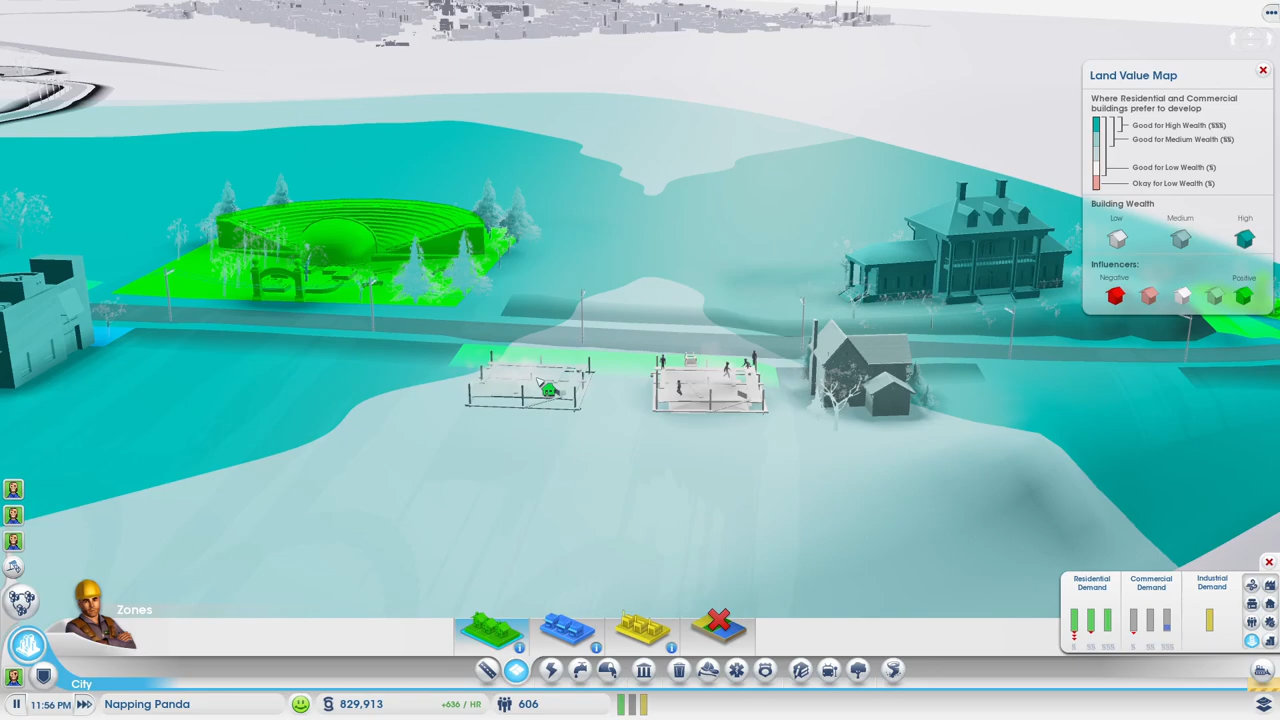 Land Value Map
Where Residential and Commercial
buildings prefer to develop
Good for High Wealth ($$$)
Good for Medium Wealth ($$)
Good for Low Wealth ($)
Okay for Low Wealth ($)
Building Wealth
Low Medium High
Influencers:
Negative Positive
Residential
Demand
Commercial
Demand
Industrial
Demand
$ $$ $$$ $ $$ $$$
Zones
City
11:56 PM
Napping Panda
829,913
+636 / HR
606